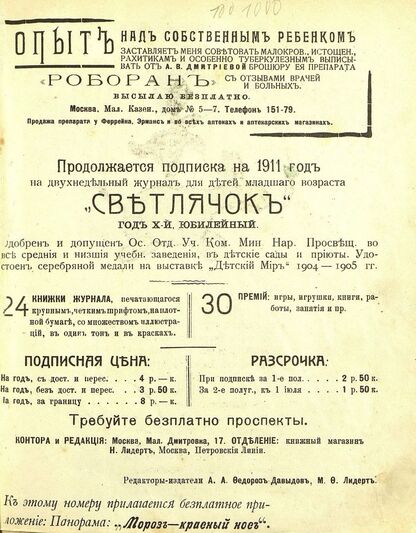 100 1000
ОПЫТЪ НАДЪ СОБСТВЕННЫМЪ РЕБЕНКОМЪ
ЗАСТАВЛЯЕТЪ МЕНЯ СОВѢТОВАТЬ МАЛОКРОВ., ИСТОЩЕН.,
РАХИТИКАМЪ И ОСОБЕННО ТУБЕРКУЛЕЗНЫМЪ ВЫПИСЫ-
ВАТЬ ОТЪ А. В. ДМИТРІЕВОЙ БРОШЮРУ ЕЯ ПРЕПАРАТА
„РОБОРАНЪ" СЪ ОТЗЫВАМИ ВРАЧЕЙ
И БОЛЬНЫХЪ.
ВЫСЫЛАЮ БЕЗПЛАТНО.
Москва, Мал. Казен., домъ № 5—7. Телефонъ 151-79.
Продажа препарата у Феррейна, Эрмансъ и во всѣхъ аптекахъ и аптекарскихъ магазинахъ.
Продолжается подписка на 1911 годъ
на двухнедѣльный журналъ для дѣтей младшаго возраста
„СВѢТЛЯЧОКЪ"
ГОДЪ X-Й, ЮБИЛЕЙНЫЙ.
Одобренъ и допущенъ Ос. Отд. Уч. Ком. Мин Нар. Просвѣщ. во
всѣ среднія и низшія учебн. заведенія, въ дѣтскіе сады и пріюты. Удо-
стоенъ серебряной медали на выставкѣ „Дѣтскій Міръ" 1904—1905 гг.
24 КНИЖКИ ЖУРНАЛА, печатающагося
крупнымъ, четкимъ шрифтомъ, на плот-
ной бумагѣ, со множествомъ иллюстра-
цій, въ одинъ тонъ и въ краскахъ.
30 ПРЕМІЙ: игры, игрушки, книги, ра-
боты, занятія и пр.
ПОДПИСНАЯ ЦѢНА:
На годъ, съ дост. и перес. . . . . 4 р. — к.
На годъ, безъ дост. и перес. . . . 3 р. 50 к.
На годъ, за границу . . . . . . 8 р. — к.
РАЗСРОЧКА:
При подпискѣ за 1-е пол. . . . . 2 р. 50 к.
За 2-е полуг., къ 1 іюля . . . . 1 р. 50 к.
Требуйте безплатно проспекты.
КОНТОРА и РЕДАКЦІЯ: Москва, Мал. Дмитровка, 17. ОТДѢЛЕНІЕ: книжный магазинъ
Н. Лидертъ, Москва, Петровскія Линіи.
Редакторы-издатели А. А. Ѳедоровъ-Давыдовъ, М. Ѳ. Лидертъ.
Къ этому номеру прилагается безплатное при-
ложеніе: Панорама: „Морозъ—красный носъ".